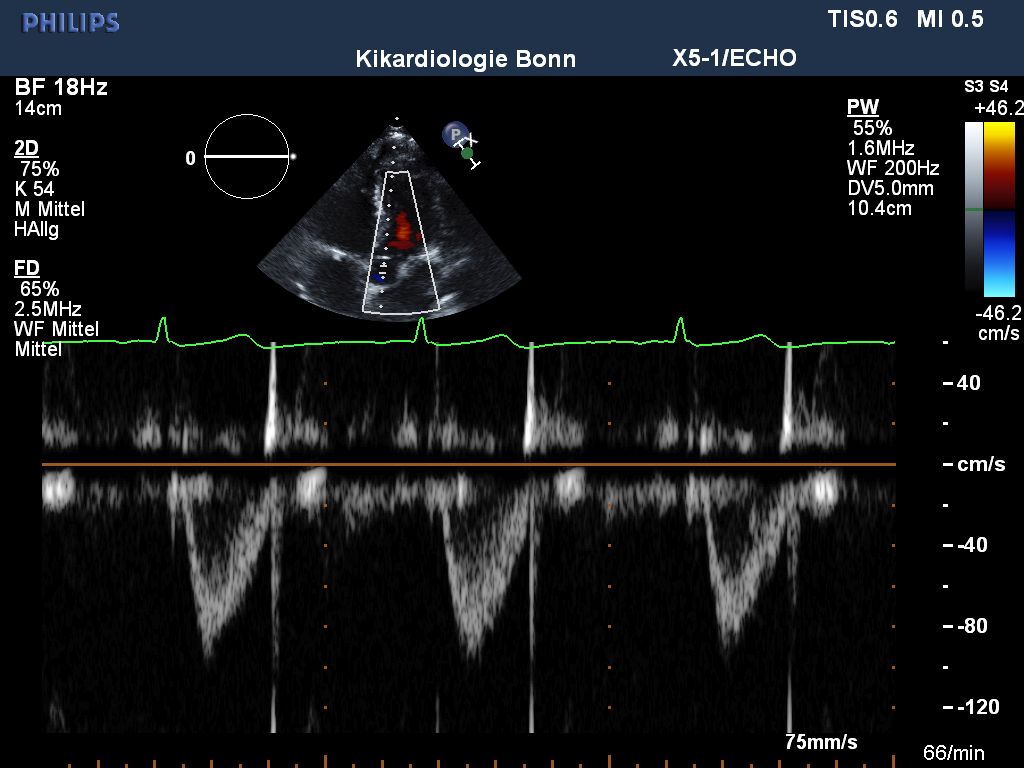 PHILIPS
TIS0.6 MI 0.5
Kikardiologie Bonn X5-1/ECHO
BF 18Hz
14cm
2D
75%
K 54
M Mittel
HAllg
FD
65%
2.5MHz
WF Mittel
Mittel
0
P
PW
55%
1.6MHz
WF 200Hz
DV5.0mm
10.4cm
S3 S4
+46.2
-46.2
cm/s
40
cm/s
-40
-80
-120
75mm/s
66/min